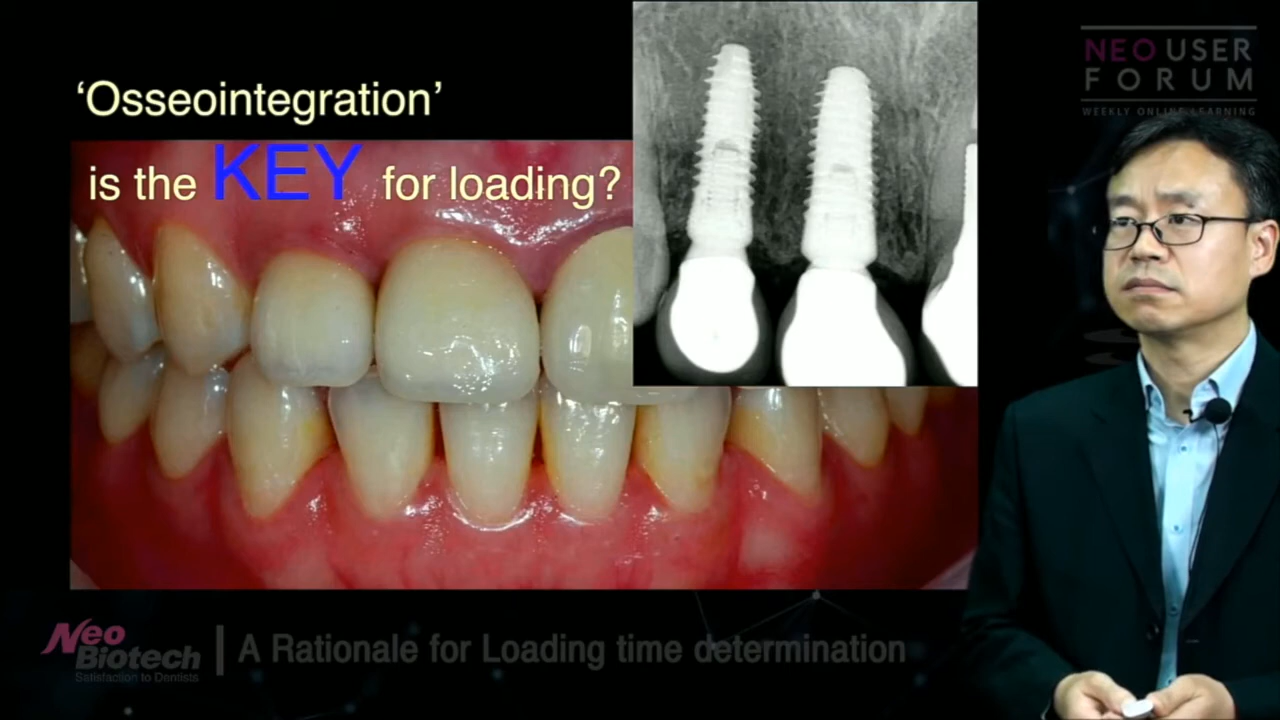 ‘Osseointegration’
is the KEY for loading?
NEO USER
FORUM
WEEKLY ONLINE LEARNING
Neo
Biotech
Satisfaction to Dentists
A Rationale for Loading time determination